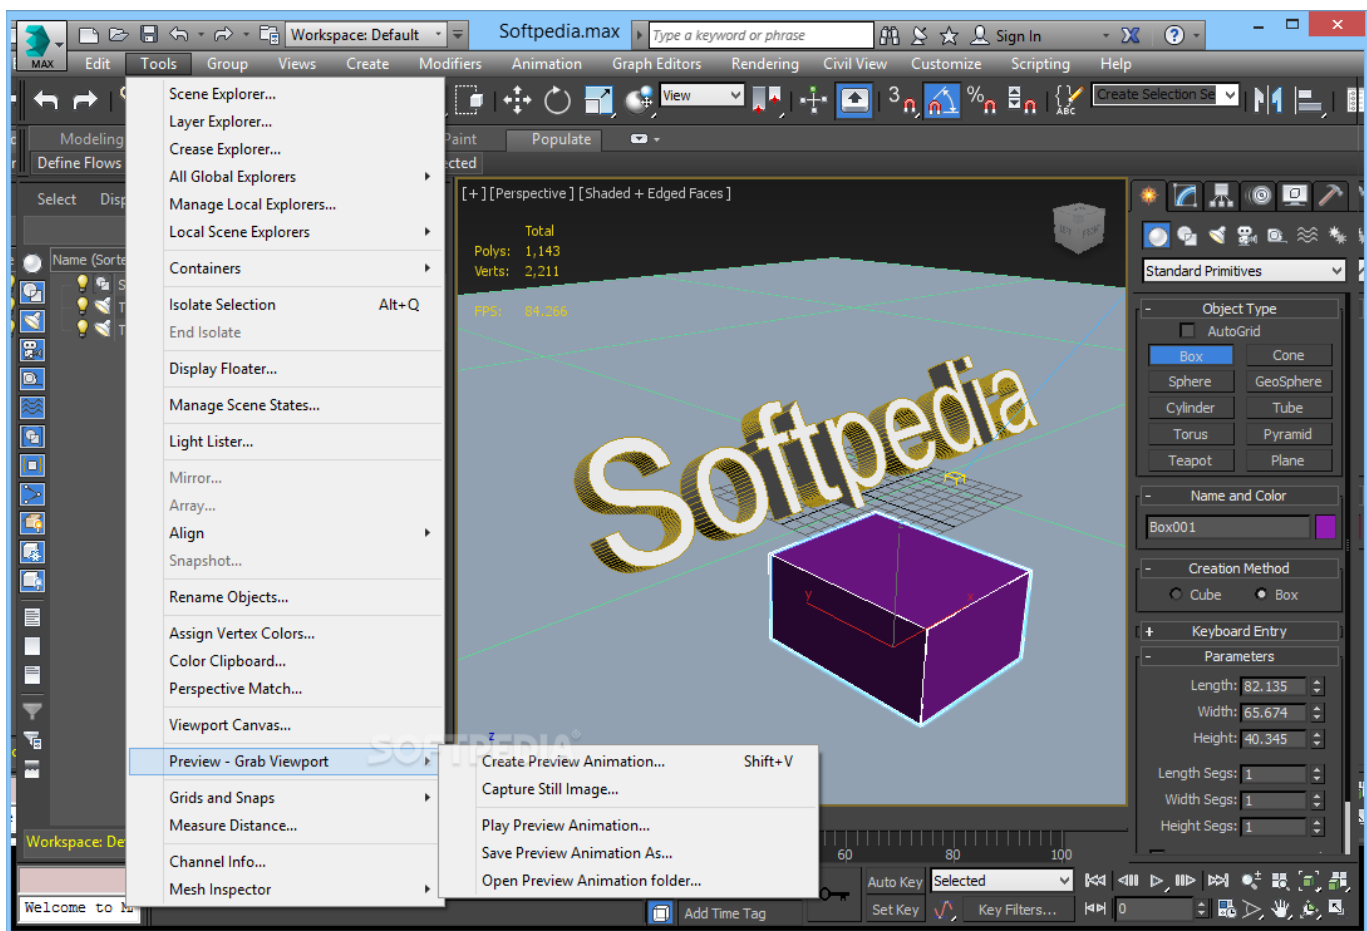 Workspace: Default
Softpedia.max
Type a keyword or phrase
Sign In
MAX
Edit Tools Group Views Create Modifiers Animation Graph Editors Rendering Civil View Customize Scripting Help
View
3
%
ABC
Create Selection Se
Modeling
Paint
Populate
Define Flows
cted
Select
Disp
Name (Sorte
S
T
T
Workspace: De
Welcome to M
Scene Explorer...
Layer Explorer...
Crease Explorer...
All Global Explorers
Manage Local Explorers...
Local Scene Explorers
Containers
Isolate Selection Alt+Q
End Isolate
Display Floater...
Manage Scene States...
Light Lister...
Mirror...
Array...
Align
Snapshot...
Rename Objects...
Assign Vertex Colors...
Color Clipboard...
Perspective Match...
Viewport Canvas...
Preview - Grab Viewport
Grids and Snaps
Measure Distance...
Channel Info...
Mesh Inspector
Create Preview Animation... Shift+V
Capture Still Image...
Play Preview Animation...
Save Preview Animation As...
Open Preview Animation folder...
[+][Perspective][Shaded + Edged Faces]
Total
Polys: 1,143
Verts: 2,211
FPS: 84.266
Softpedia
y
x
z
z
SOFTPEDIA®
Standard Primitives
- Object Type
AutoGrid
Box Cone
Sphere GeoSphere
Cylinder Tube
Torus Pyramid
Teapot Plane
- Name and Color
Box001
- Creation Method
Cube Box
+ Keyboard Entry
- Parameters
Length: 82.135
Width: 65.674
Height: 40.345
Length Segs: 1
Width Segs: 1
Height Segs: 1
60 80 100
Auto Key Selected
Set Key Key Filters... 0
Add Time Tag